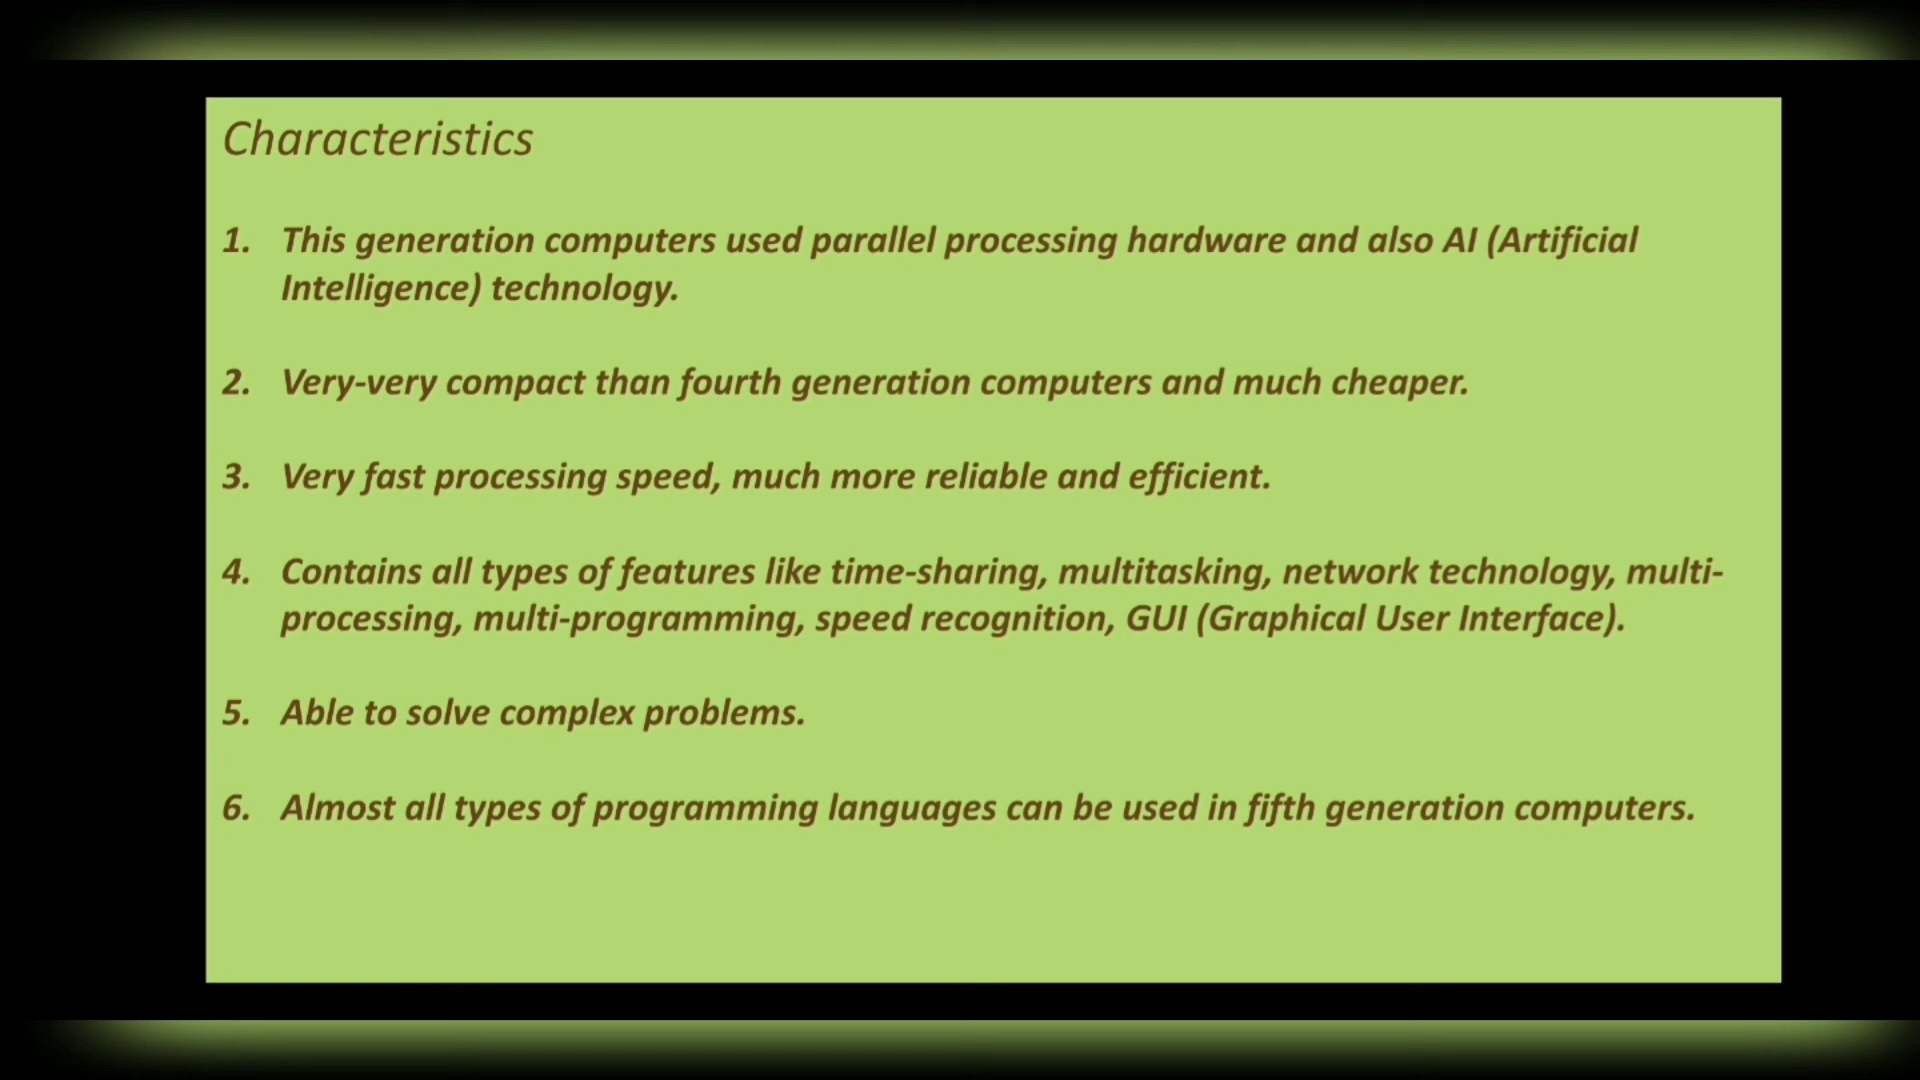 Characteristics
1. This generation computers used parallel processing hardware and also AI (Artificial
Intelligence) technology.
2. Very-very compact than fourth generation computers and much cheaper.
3. Very fast processing speed, much more reliable and efficient.
4. Contains all types of features like time-sharing, multitasking, network technology, multi-
processing, multi-programming, speed recognition, GUI (Graphical User Interface).
5. Able to solve complex problems.
6. Almost all types of programming languages can be used in fifth generation computers.